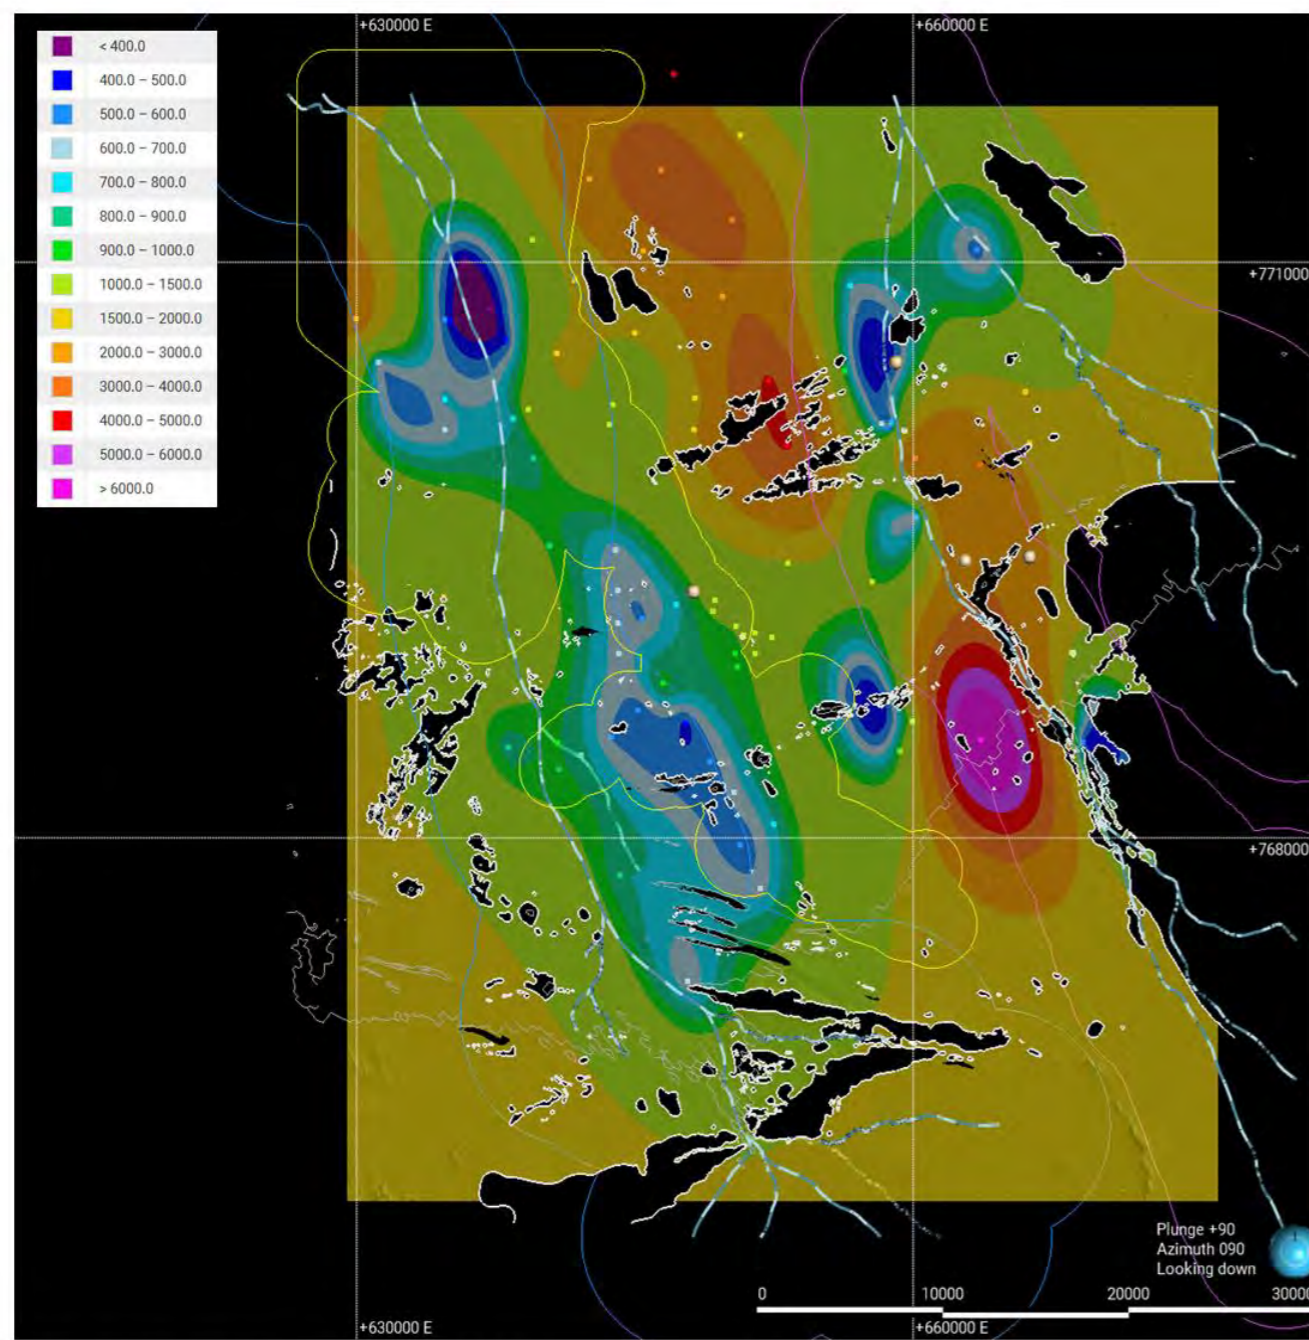 +630000 E
+660000 E
< 400.0
400.0 – 500.0
500.0 – 600.0
600.0 – 700.0
700.0 – 800.0
800.0 – 900.0
900.0 – 1000.0
1000.0 – 1500.0
1500.0 – 2000.0
2000.0 – 3000.0
3000.0 – 4000.0
4000.0 – 5000.0
5000.0 – 6000.0
> 6000.0
+771000
+768000
Plunge +90
Azimuth 090
Looking down
0 10000 20000 30000
+630000 E
+660000 E